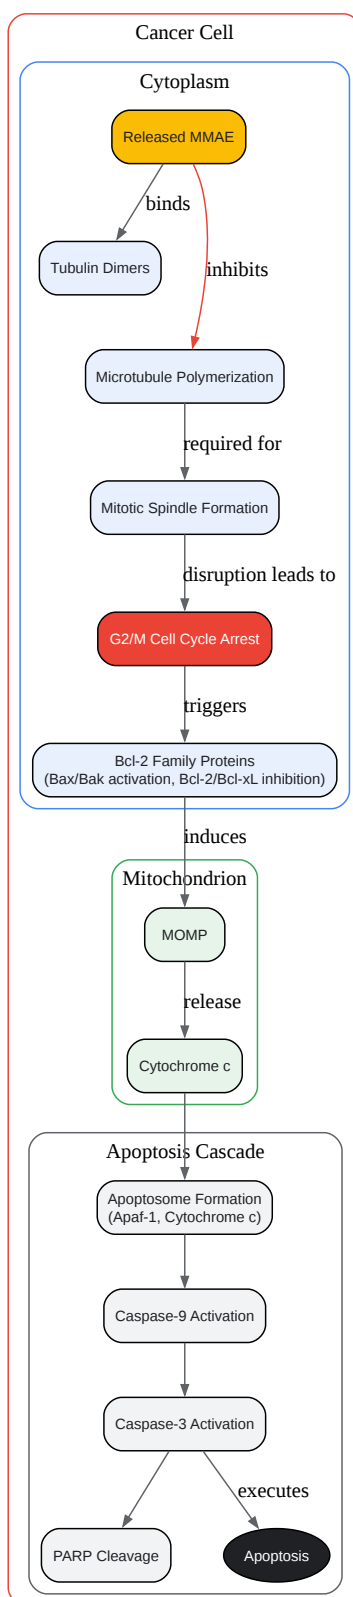 Cancer Cell
Cytoplasm
Released MMAE
binds
Tubulin Dimers
inhibits
Microtubule Polymerization
required for
Mitotic Spindle Formation
disruption leads to
G2/M Cell Cycle Arrest
triggers
Bcl-2 Family Proteins
(Bax/Bak activation, Bcl-2/Bcl-xL inhibition)
induces
Mitochondrion
MOMP
release
Cytochrome c
Apoptosis Cascade
Apoptosome Formation
(Apaf-1, Cytochrome c)
Caspase-9 Activation
Caspase-3 Activation
executes
PARP Cleavage
Apoptosis